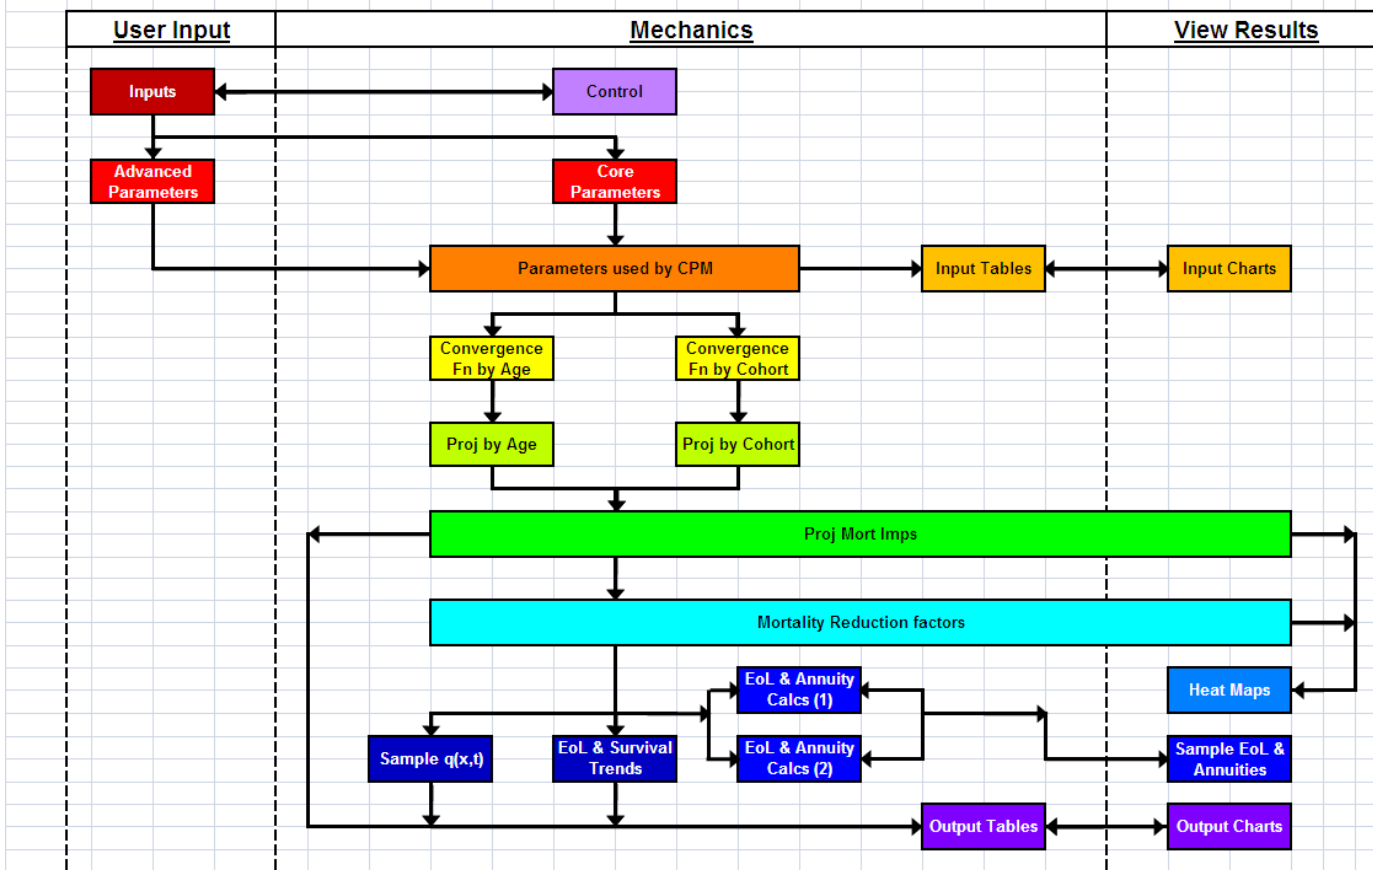 User Input
Mechanics
View Results
Inputs
Control
Advanced
Parameters
Core
Parameters
Parameters used by CPM
Input Tables
Input Charts
Convergence
Fn by Age
Convergence
Fn by Cohort
Proj by Age
Proj by Cohort
Proj Mort Imps
Mortality Reduction factors
EoL & Annuity
Calcs (1)
Heat Maps
Sample q(x,t)
EoL & Survival
Trends
EoL & Annuity
Calcs (2)
Sample EoL &
Annuities
Output Tables
Output Charts